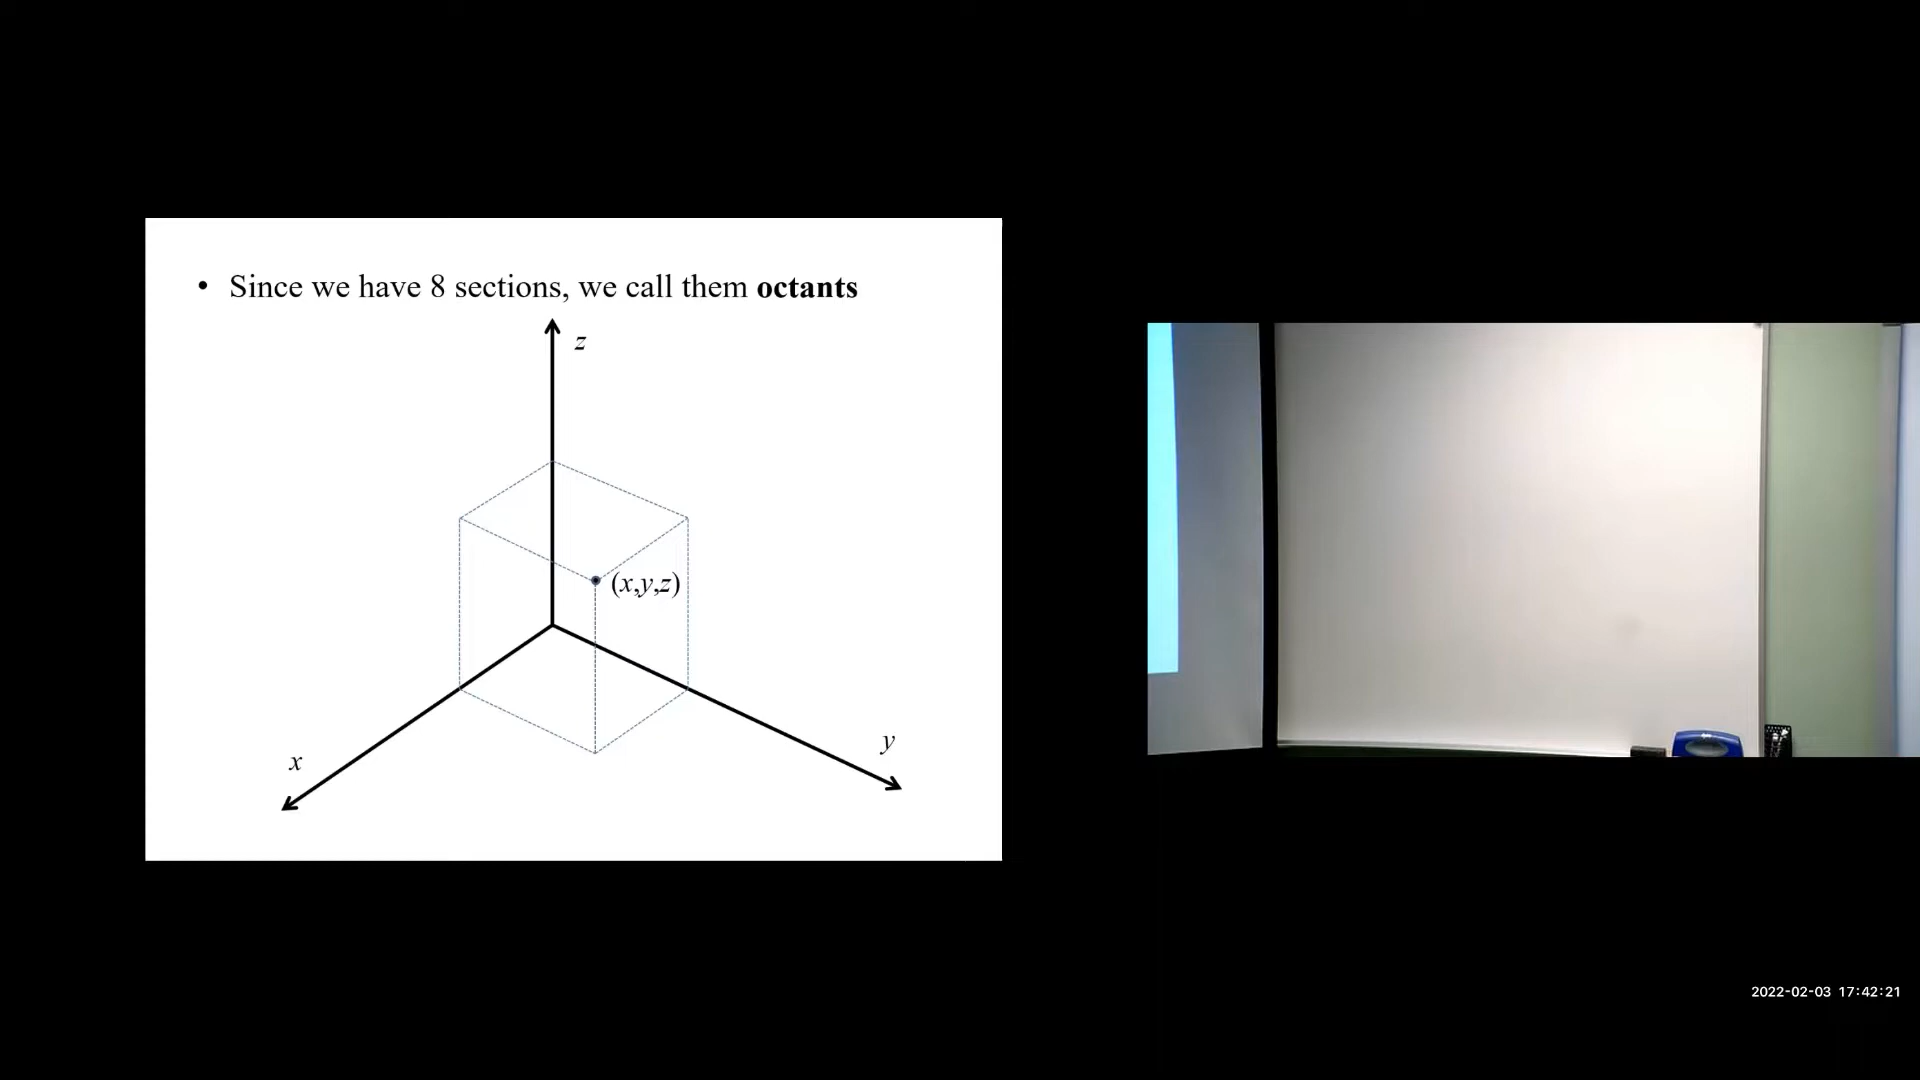 • Since we have 8 sections, we call them octants
z
(x,y,z)
y
x
2022-02-03 17:42:21